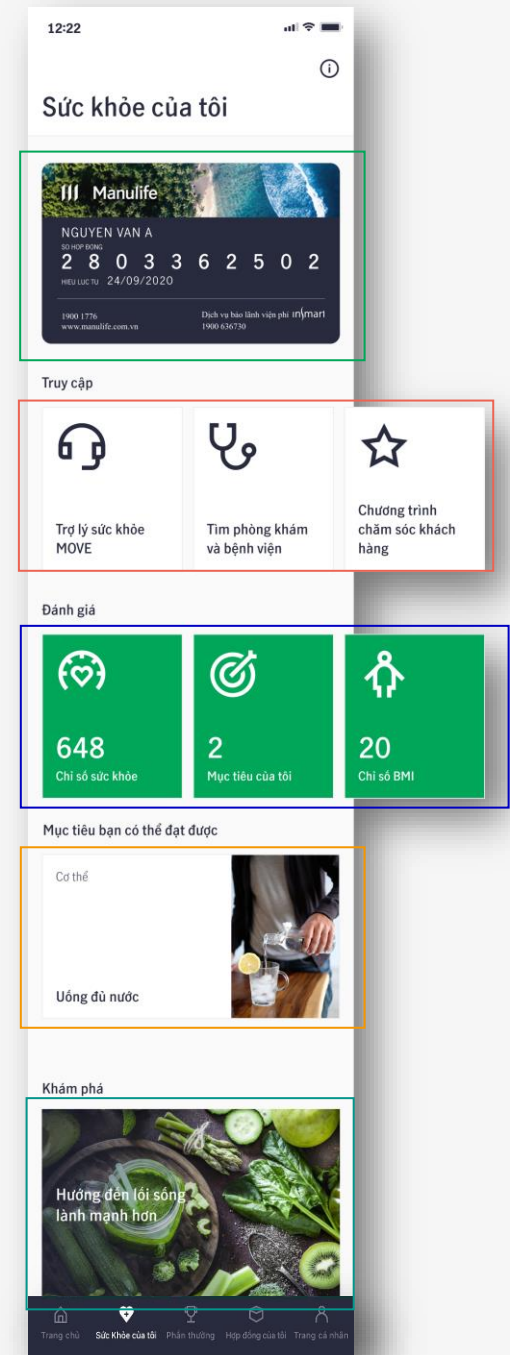 12:22
Sức khỏe của tôi
Manulife
NGUYEN VAN A
SO HOP DONG
2 8 0 3 3 6 2 5 0 2
HIEU LUC TU 24/09/2020
1900 1776
www.manulife.com.vn
Dịch vụ bảo lãnh viện phí insmart
1900 636730
Truy cập
Trợ lý sức khỏe
MOVE
Tìm phòng khám
và bệnh viện
Chương trình
chăm sóc khách
hàng
Đánh giá
648
Chỉ số sức khỏe
2
Mục tiêu của tôi
20
Chỉ số BMI
Mục tiêu bạn có thể đạt được
Cơ thể
Uống đủ nước
Khám phá
Hướng đến lối sống
lành mạnh hơn
Trang chủ
Sức Khỏe của tôi
Phần thưởng
Hợp đồng của tôi
Trang cá nhân